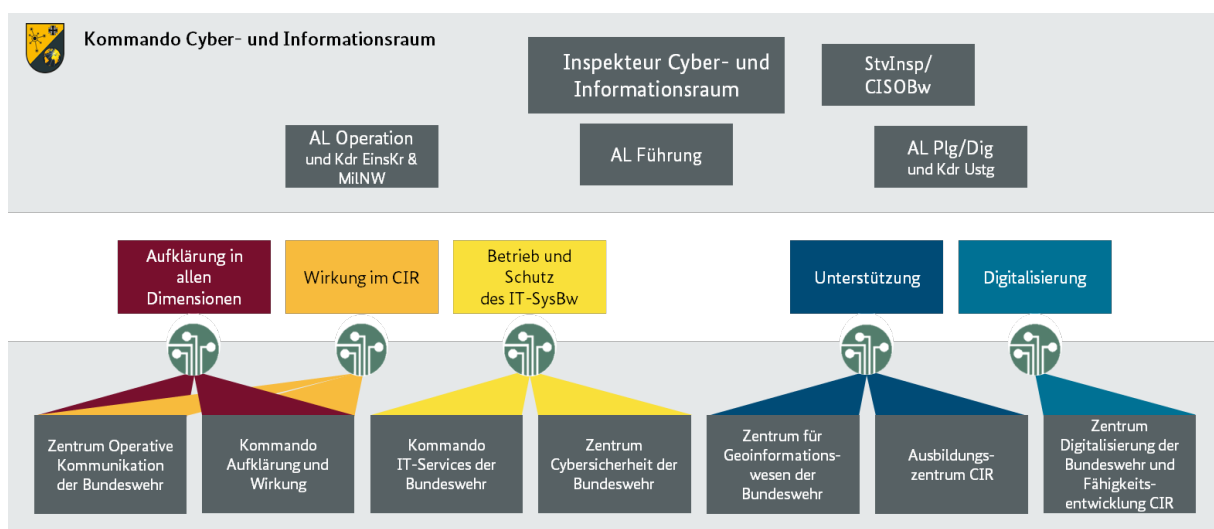 Kommando Cyber- und Informationsraum
Inspekteur Cyber- und
Informationsraum
StvInsp/
CISOBw
AL Operation
und Kdr EinsKr &
MilNW
AL Führung
AL Plg/Dig
und Kdr Ustg
Aufklärung in
allen
Dimensionen
Wirkung im CIR
Betrieb und
Schutz
des IT-SysBw
Unterstützung
Digitalisierung
Zentrum Operative
Kommunikation
der Bundeswehr
Kommando
Aufklärung und
Wirkung
Kommando
IT-Services der
Bundeswehr
Zentrum
Cybersicherheit der
Bundeswehr
Zentrum für
Geoinformations-
wesen der
Bundeswehr
Ausbildungs-
zentrum CIR
Zentrum
Digitalisierung der
Bundeswehr und
Fähigkeits-
entwicklung CIR